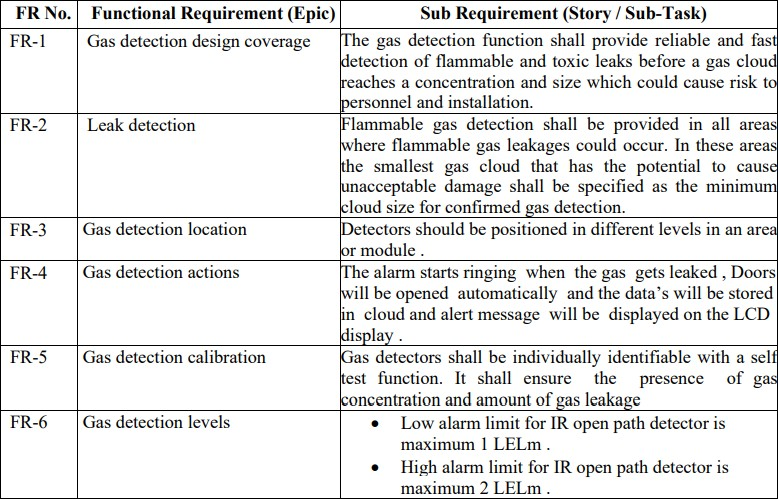 FR No. Functional Requirement (Epic) Sub Requirement (Story / Sub-Task)
FR-1 Gas detection design coverage The gas detection function shall provide reliable and fast
detection of flammable and toxic leaks before a gas cloud
reaches a concentration and size which could cause risk to
personnel and installation.
FR-2 Leak detection Flammable gas detection shall be provided in all areas
where flammable gas leakages could occur. In these areas
the smallest gas cloud that has the potential to cause
unacceptable damage shall be specified as the minimum
cloud size for confirmed gas detection.
FR-3 Gas detection location Detectors should be positioned in different levels in an area
or module .
FR-4 Gas detection actions The alarm starts ringing when the gas gets leaked , Doors
will be opened automatically and the data’s will be stored
in cloud and alert message will be displayed on the LCD
display .
FR-5 Gas detection calibration Gas detectors shall be individually identifiable with a self
test function. It shall ensure the presence of gas
concentration and amount of gas leakage
FR-6 Gas detection levels • Low alarm limit for IR open path detector is
maximum 1 LELm .
• High alarm limit for IR open path detector is
maximum 2 LELm .